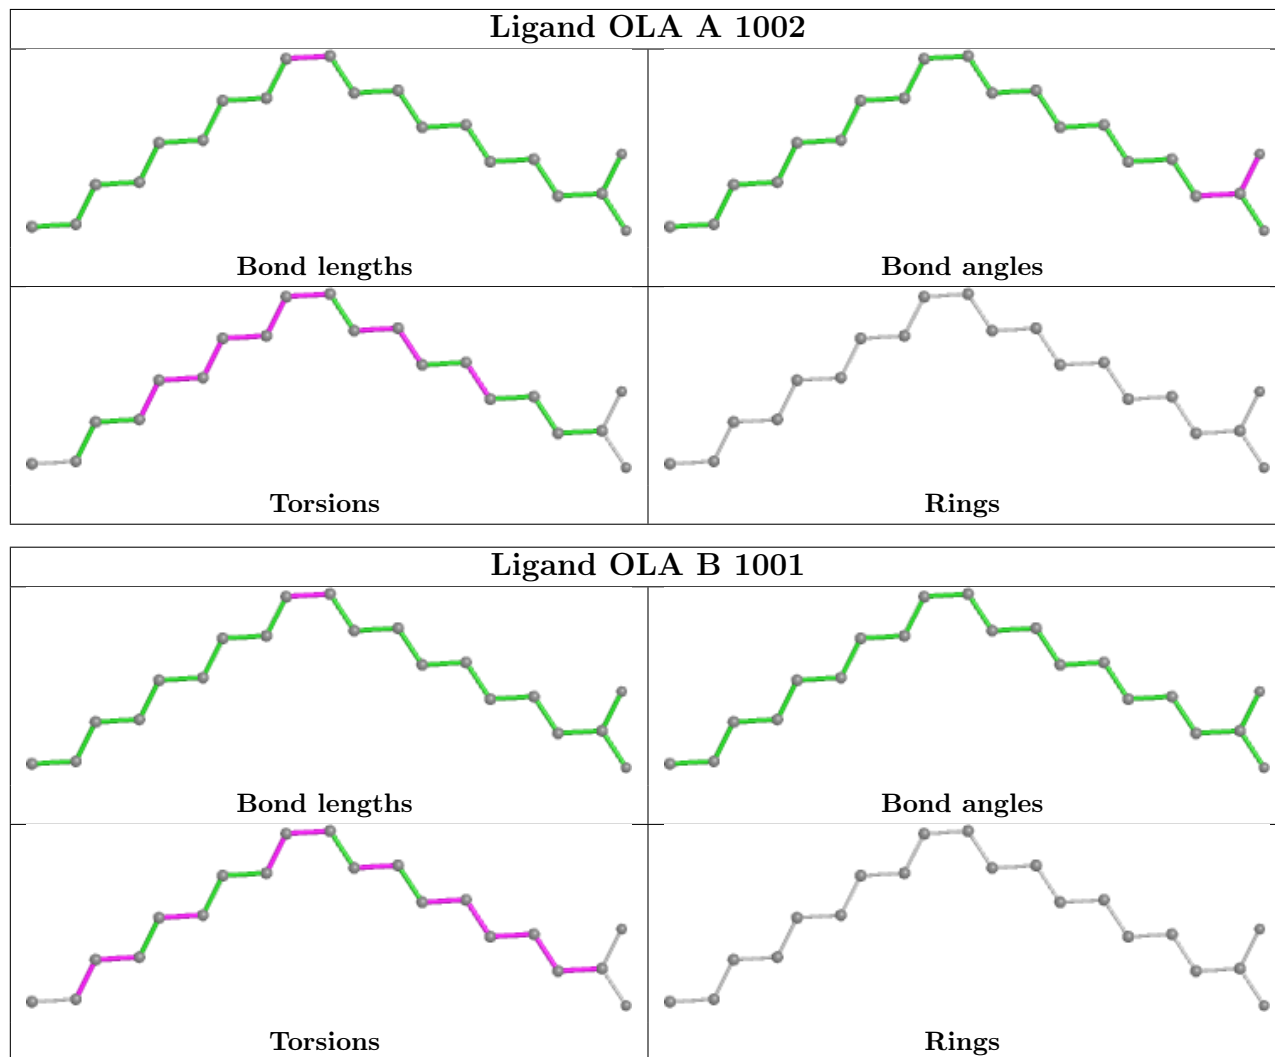 Ligand OLA A 1002
Bond lengths
Bond angles
Torsions
Rings
Ligand OLA B 1001
Bond lengths
Bond angles
Torsions
Rings